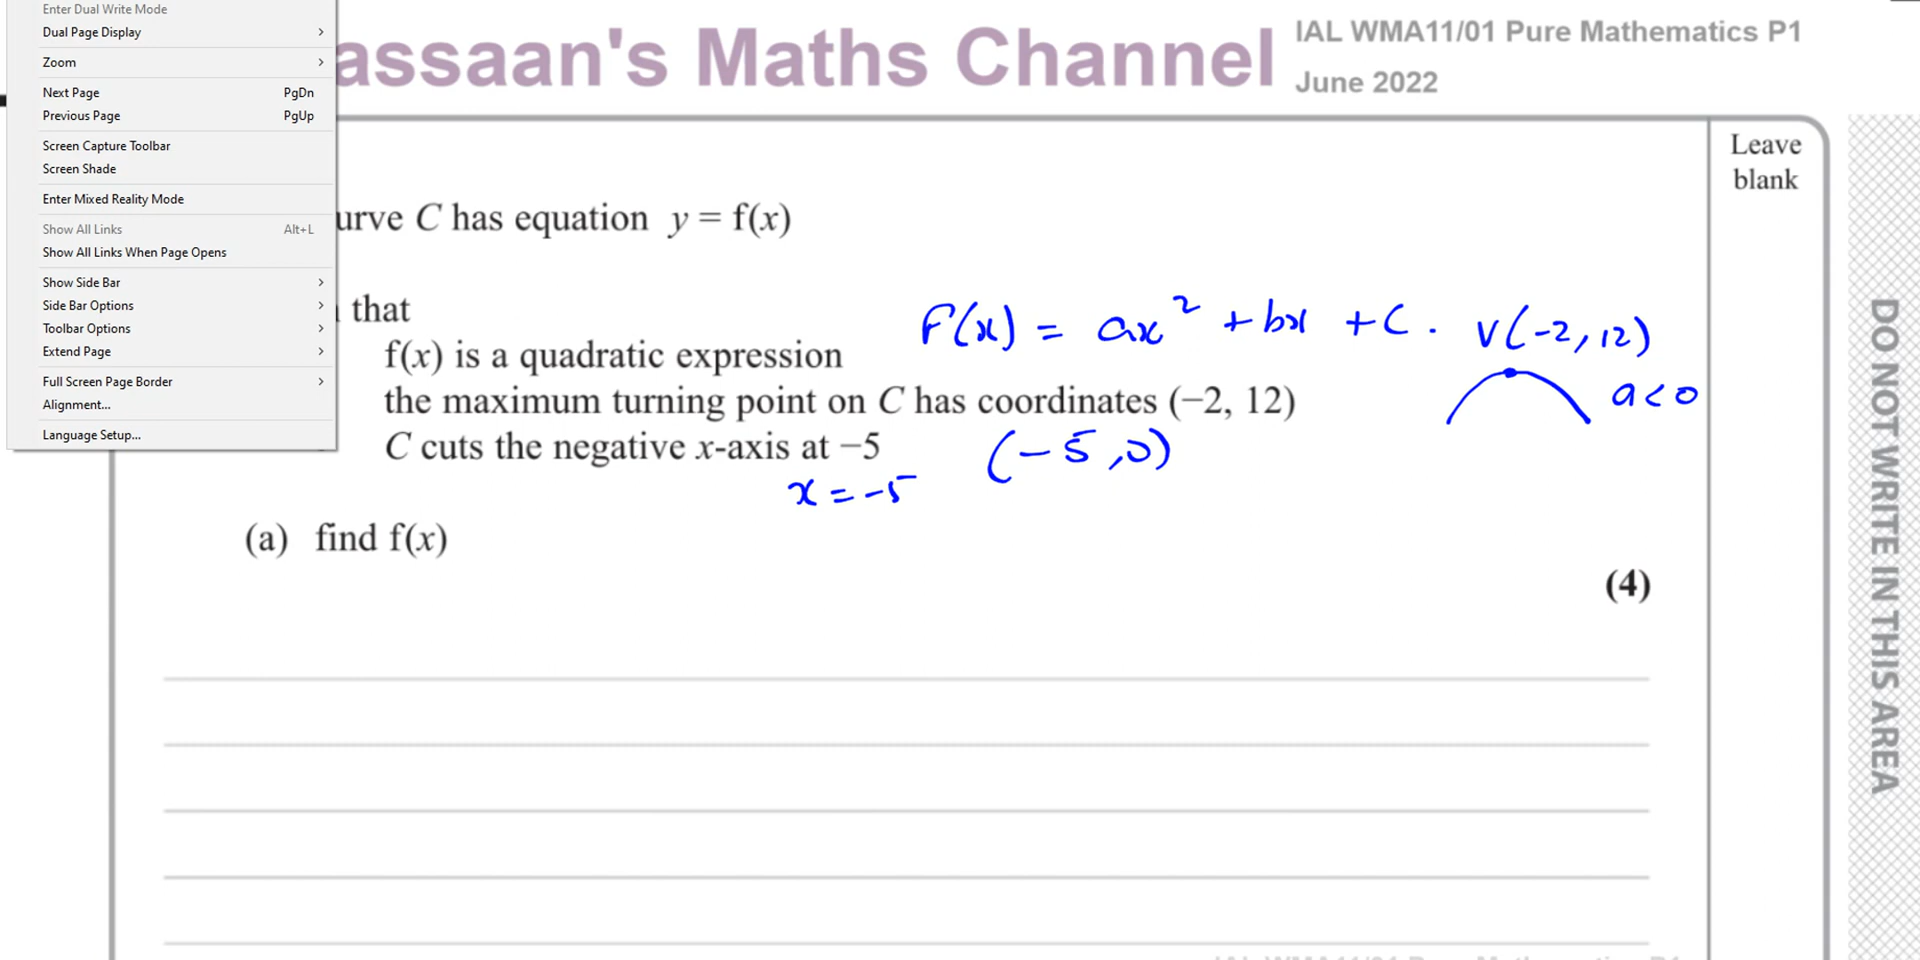 Enter Dual Write Mode
Dual Page Display >
Zoom >
Next Page PgDn
Previous Page PgUp
Screen Capture Toolbar
Screen Shade
Enter Mixed Reality Mode
Show All Links Alt+L
Show All Links When Page Opens
Show Side Bar >
Side Bar Options >
Toolbar Options >
Extend Page >
Full Screen Page Border >
Alignment...
Language Setup...
assaan's Maths Channel
IAL WMA11/01 Pure Mathematics P1
June 2022
Leave
blank
urve C has equation y = f(x)
that
f(x) = ax² + bx + c . V(-2, 12)
f(x) is a quadratic expression
the maximum turning point on C has coordinates (−2, 12)
a < 0
C cuts the negative x-axis at −5 (-5, 0)
x = -5
(a) find f(x)
(4)
DO NOT WRITE IN THIS AREA